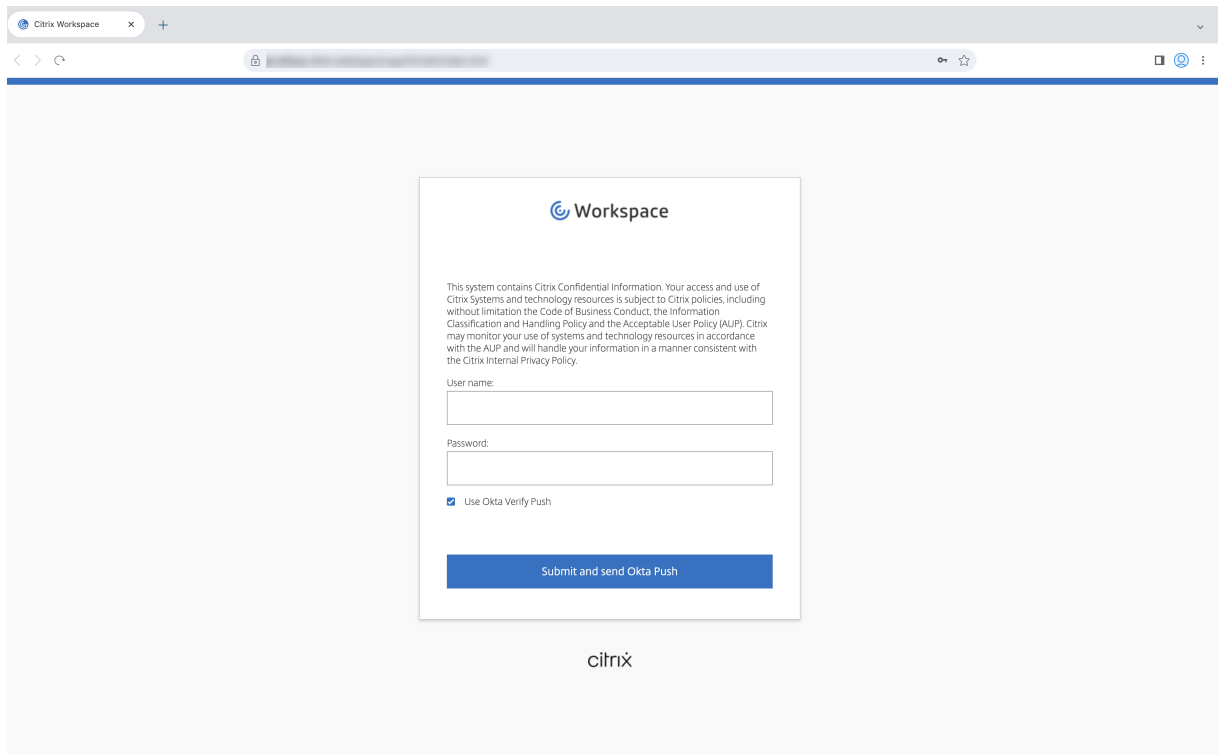 Citrix Workspace
Workspace
This system contains Citrix Confidential Information. Your access and use of
Citrix Systems and technology resources is subject to Citrix policies, including
without limitation the Code of Business Conduct, the Information
Classification and Handling Policy and the Acceptable User Policy (AUP). Citrix
may monitor your use of systems and technology resources in accordance
with the AUP and will handle your information in a manner consistent with
the Citrix Internal Privacy Policy.
User name:
Password:
Use Okta Verify Push
Submit and send Okta Push
citrix